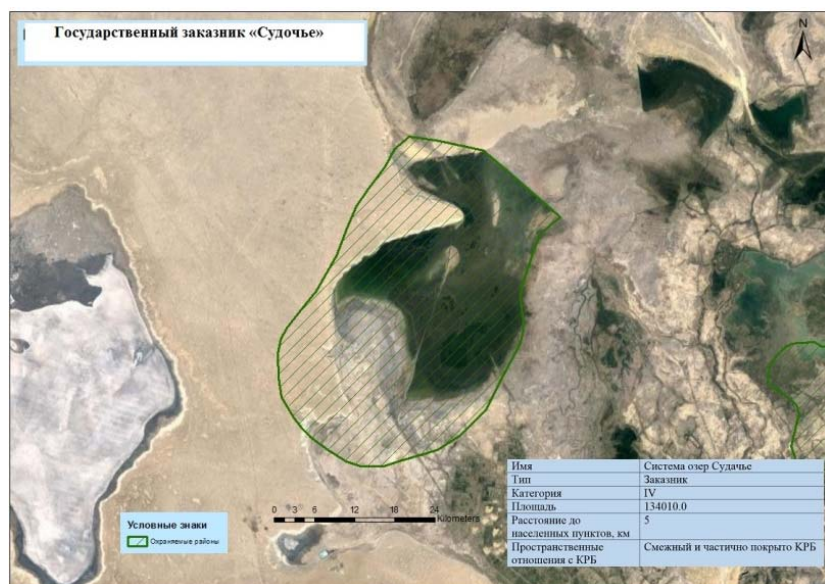 Государственный заказник «Судочье»
N
Имя Система озер Судачье
Тип Заказник
Категория IV
Площадь 134010.0
Расстояние до населенных пунктов, км 5
Пространственные отношения с КРБ Смежный и частично покрыто КРБ
0 3 6 12 18 24
Kilometers
Условные знаки
Охраняемые районы